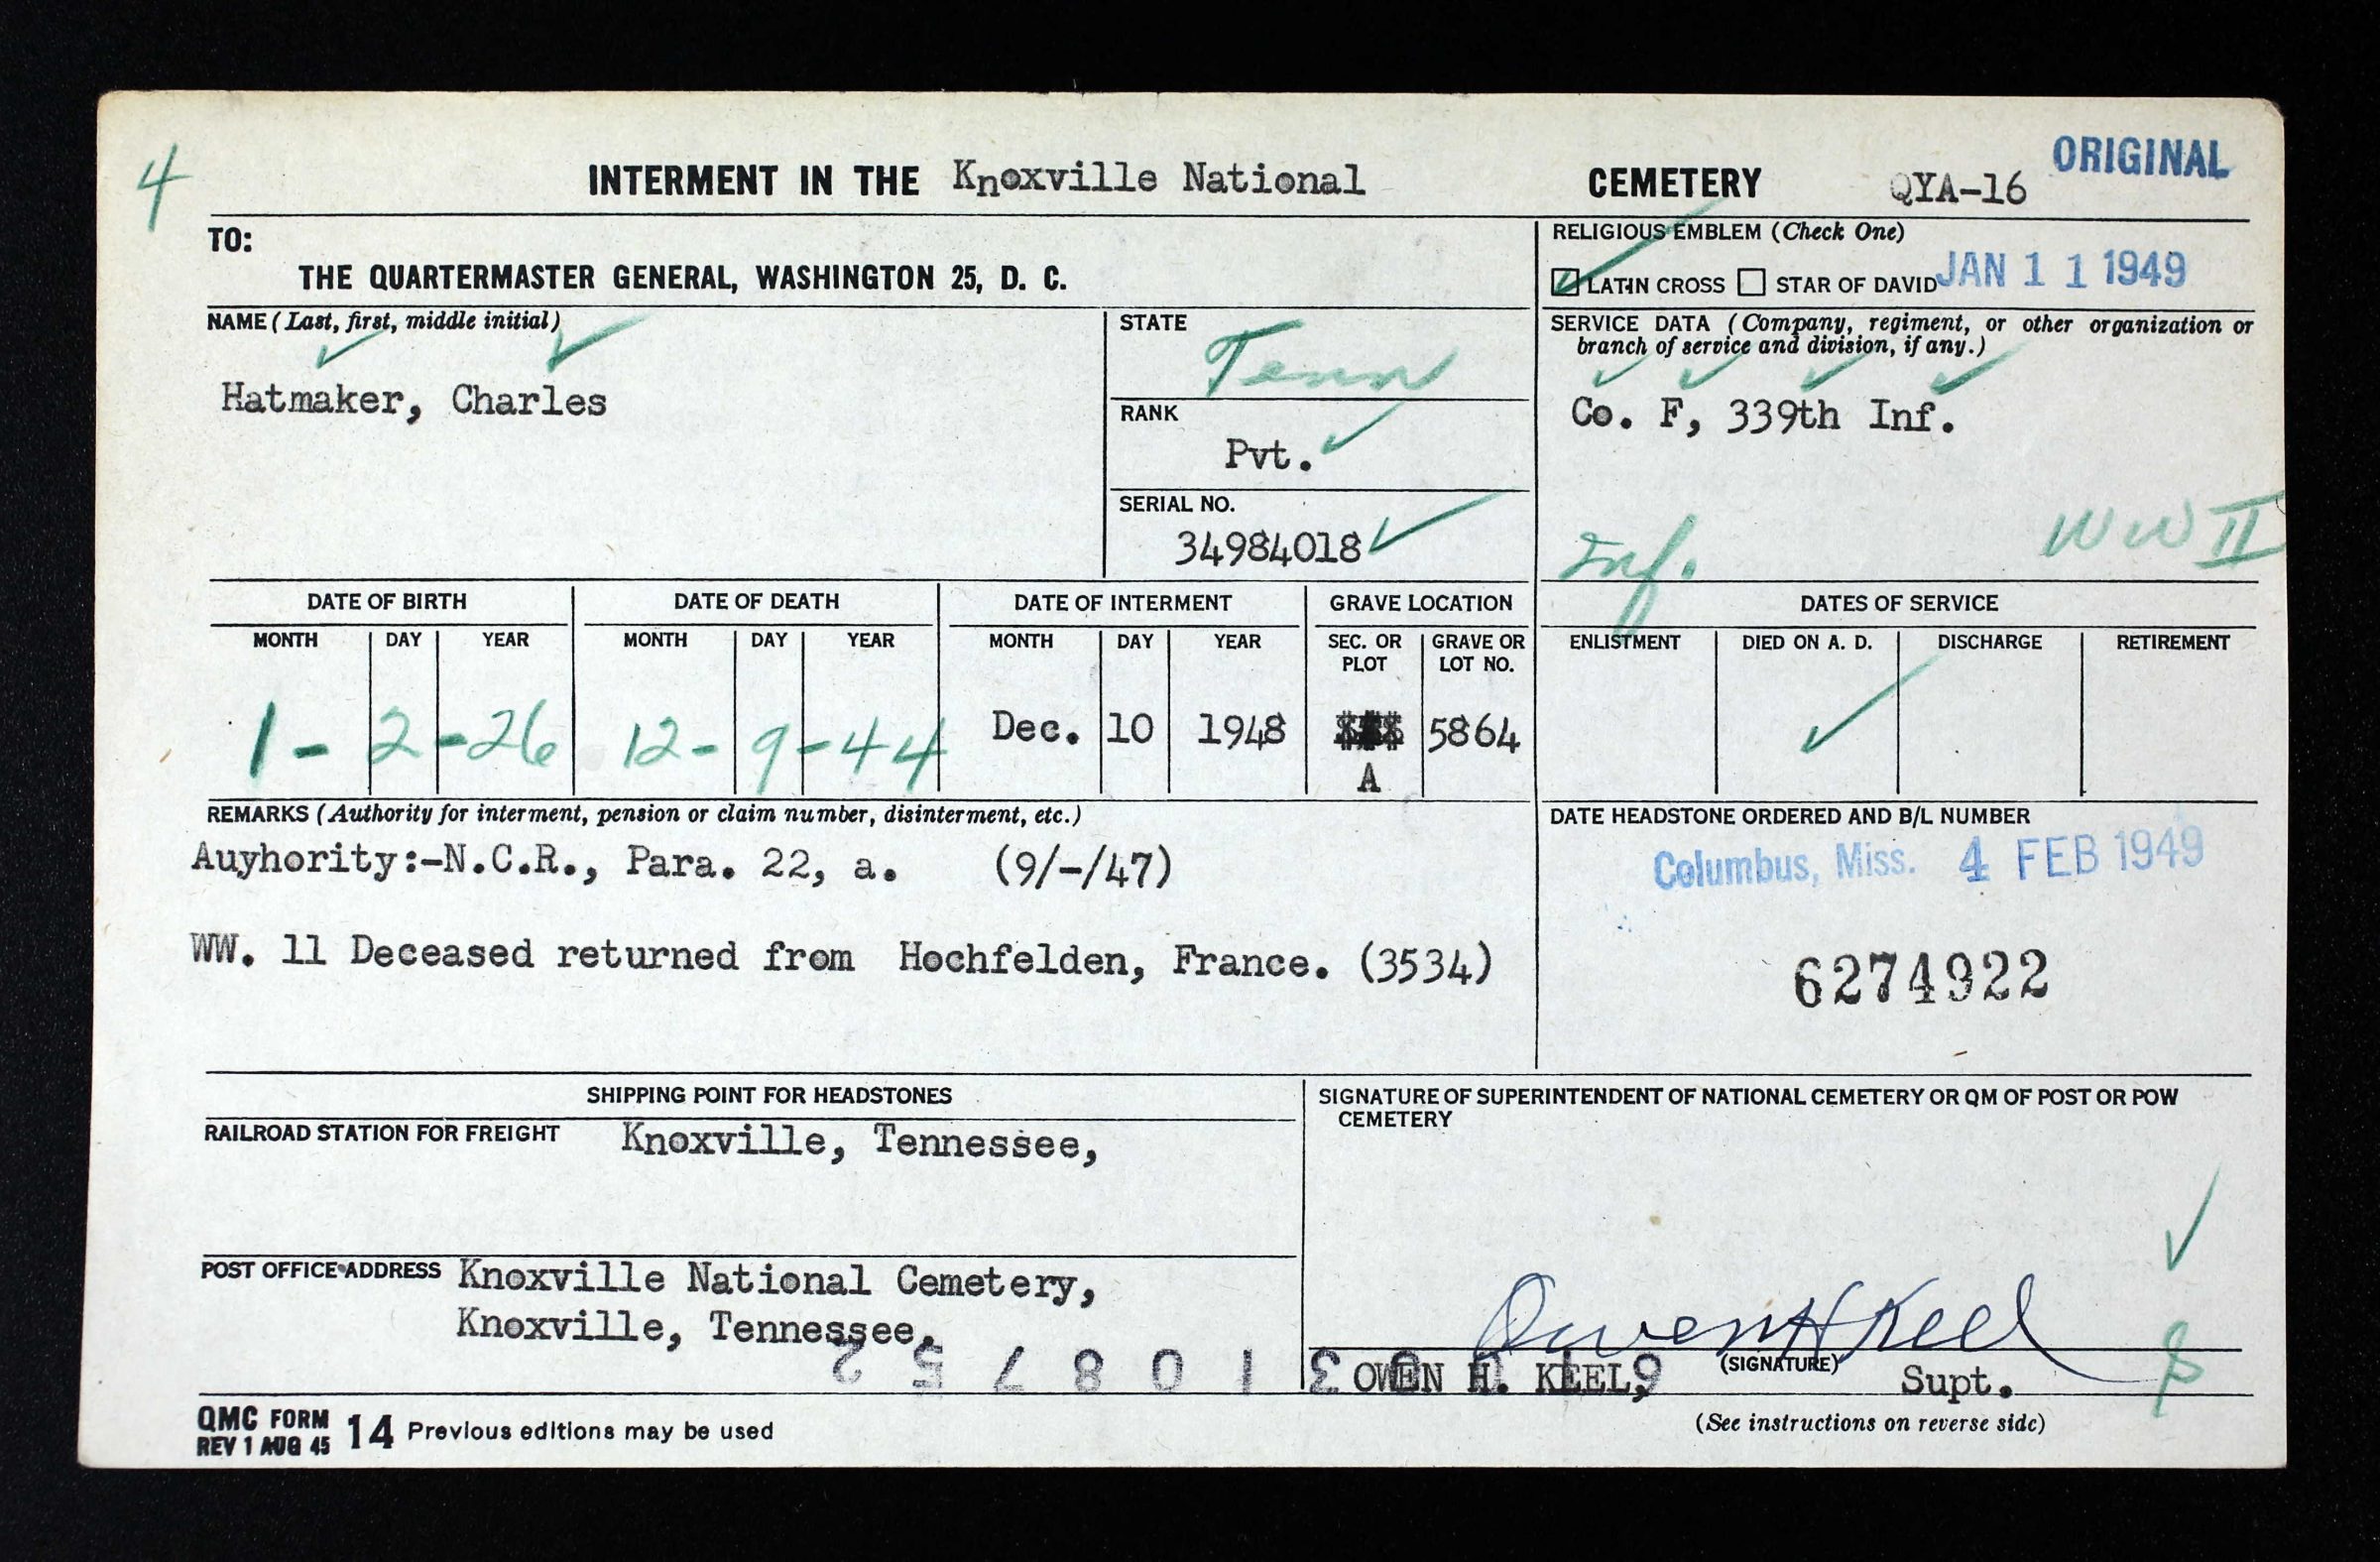 4
INTERMENT IN THE Knoxville National CEMETERY QYA-16 ORIGINAL
TO:
THE QUARTERMASTER GENERAL, WASHINGTON 25, D. C.
RELIGIOUS EMBLEM (Check One)
LATIN CROSS STAR OF DAVID JAN 11 1949
NAME (Last, first, middle initial)
Hatmaker, Charles
STATE
Tenn
RANK
Pvt.
SERIAL NO.
34984018
SERVICE DATA (Company, regiment, or other organization or
branch of service and division, if any.)
Co. F, 339th Inf.
Inf. WW II
DATE OF BIRTH DATE OF DEATH DATE OF INTERMENT GRAVE LOCATION DATES OF SERVICE
MONTH DAY YEAR MONTH DAY YEAR MONTH DAY YEAR SEC. OR PLOT GRAVE OR LOT NO. ENLISTMENT DIED ON A. D. DISCHARGE RETIREMENT
1- 2-26 12- 9-44 Dec. 10 1948 A 5864
REMARKS (Authority for interment, pension or claim number, disinterment, etc.)
Auyhority:-N.C.R., Para. 22, a. (9/-/47)
WW. 11 Deceased returned from Hochfelden, France. (3534)
DATE HEADSTONE ORDERED AND B/L NUMBER
Columbus, Miss. 4 FEB 1949
6274922
SHIPPING POINT FOR HEADSTONES
RAILROAD STATION FOR FREIGHT Knoxville, Tennessee,
POST OFFICE ADDRESS Knoxville National Cemetery,
Knoxville, Tennessee.
SIGNATURE OF SUPERINTENDENT OF NATIONAL CEMETERY OR QM OF POST OR POW
CEMETERY
Owen H Keel
(SIGNATURE)
OWEN H. KEEL, Supt.
QMC FORM
REV 1 AUG 45 14 Previous editions may be used
(See instructions on reverse side)